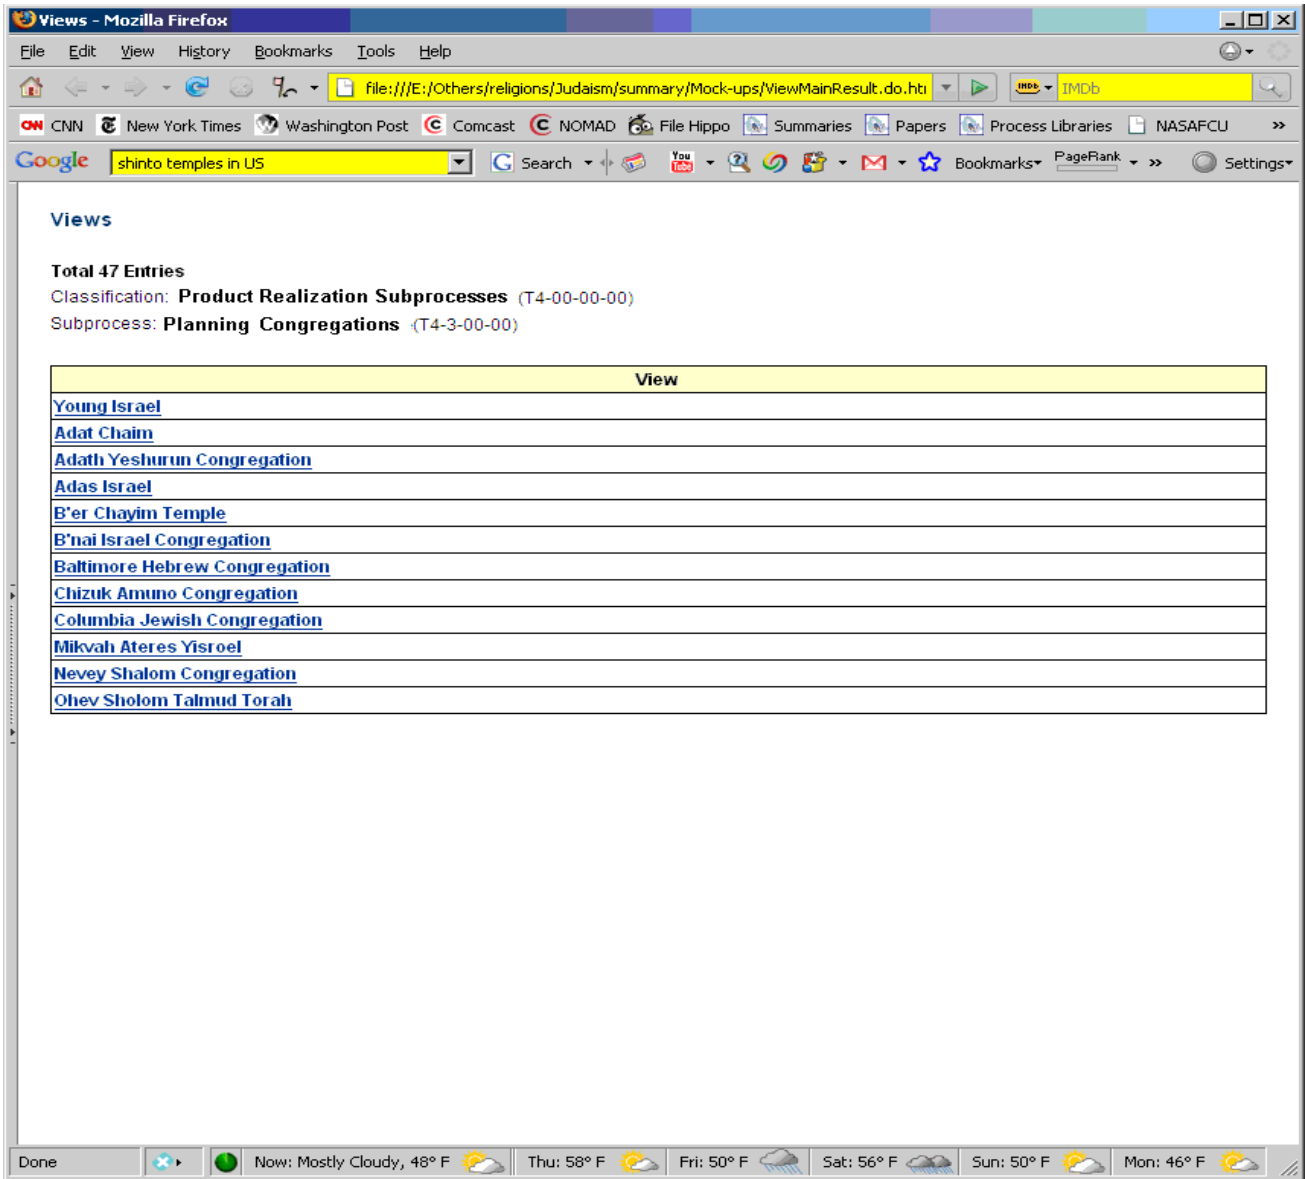 Views - Mozilla Firefox
File Edit View History Bookmarks Tools Help
file:///E:/Others/religions/Judaism/summary/Mock-ups/ViewMainResult.do.htm IMDb IMDb
CNN CNN New York Times Washington Post C Comcast C NOMAD File Hippo Summaries Papers Process Libraries NASAFCU »
Google shinto temples in US G Search You Tube Bookmarks PageRank » Settings
Views
Total 47 Entries
Classification: Product Realization Subprocesses (T4-00-00-00)
Subprocess: Planning Congregations (T4-3-00-00)
View
Young Israel
Adat Chaim
Adath Yeshurun Congregation
Adas Israel
B'er Chayim Temple
B'nai Israel Congregation
Baltimore Hebrew Congregation
Chizuk Amuno Congregation
Columbia Jewish Congregation
Mikvah Ateres Yisroel
Nevey Shalom Congregation
Ohev Sholom Talmud Torah
Done Now: Mostly Cloudy, 48° F Thu: 58° F Fri: 50° F Sat: 56° F Sun: 50° F Mon: 46° F